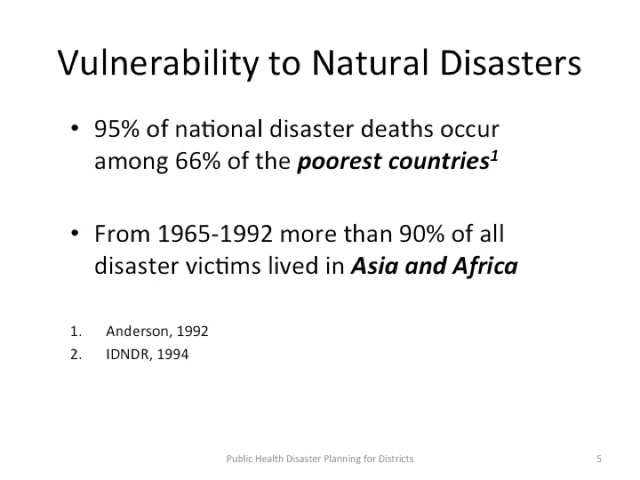 Vulnerability to Natural Disasters
• 95% of national disaster deaths occur
among 66% of the poorest countries1
• From 1965-1992 more than 90% of all
disaster victims lived in Asia and Africa
1. Anderson, 1992
2. IDNDR, 1994
Public Health Disaster Planning for Districts
5